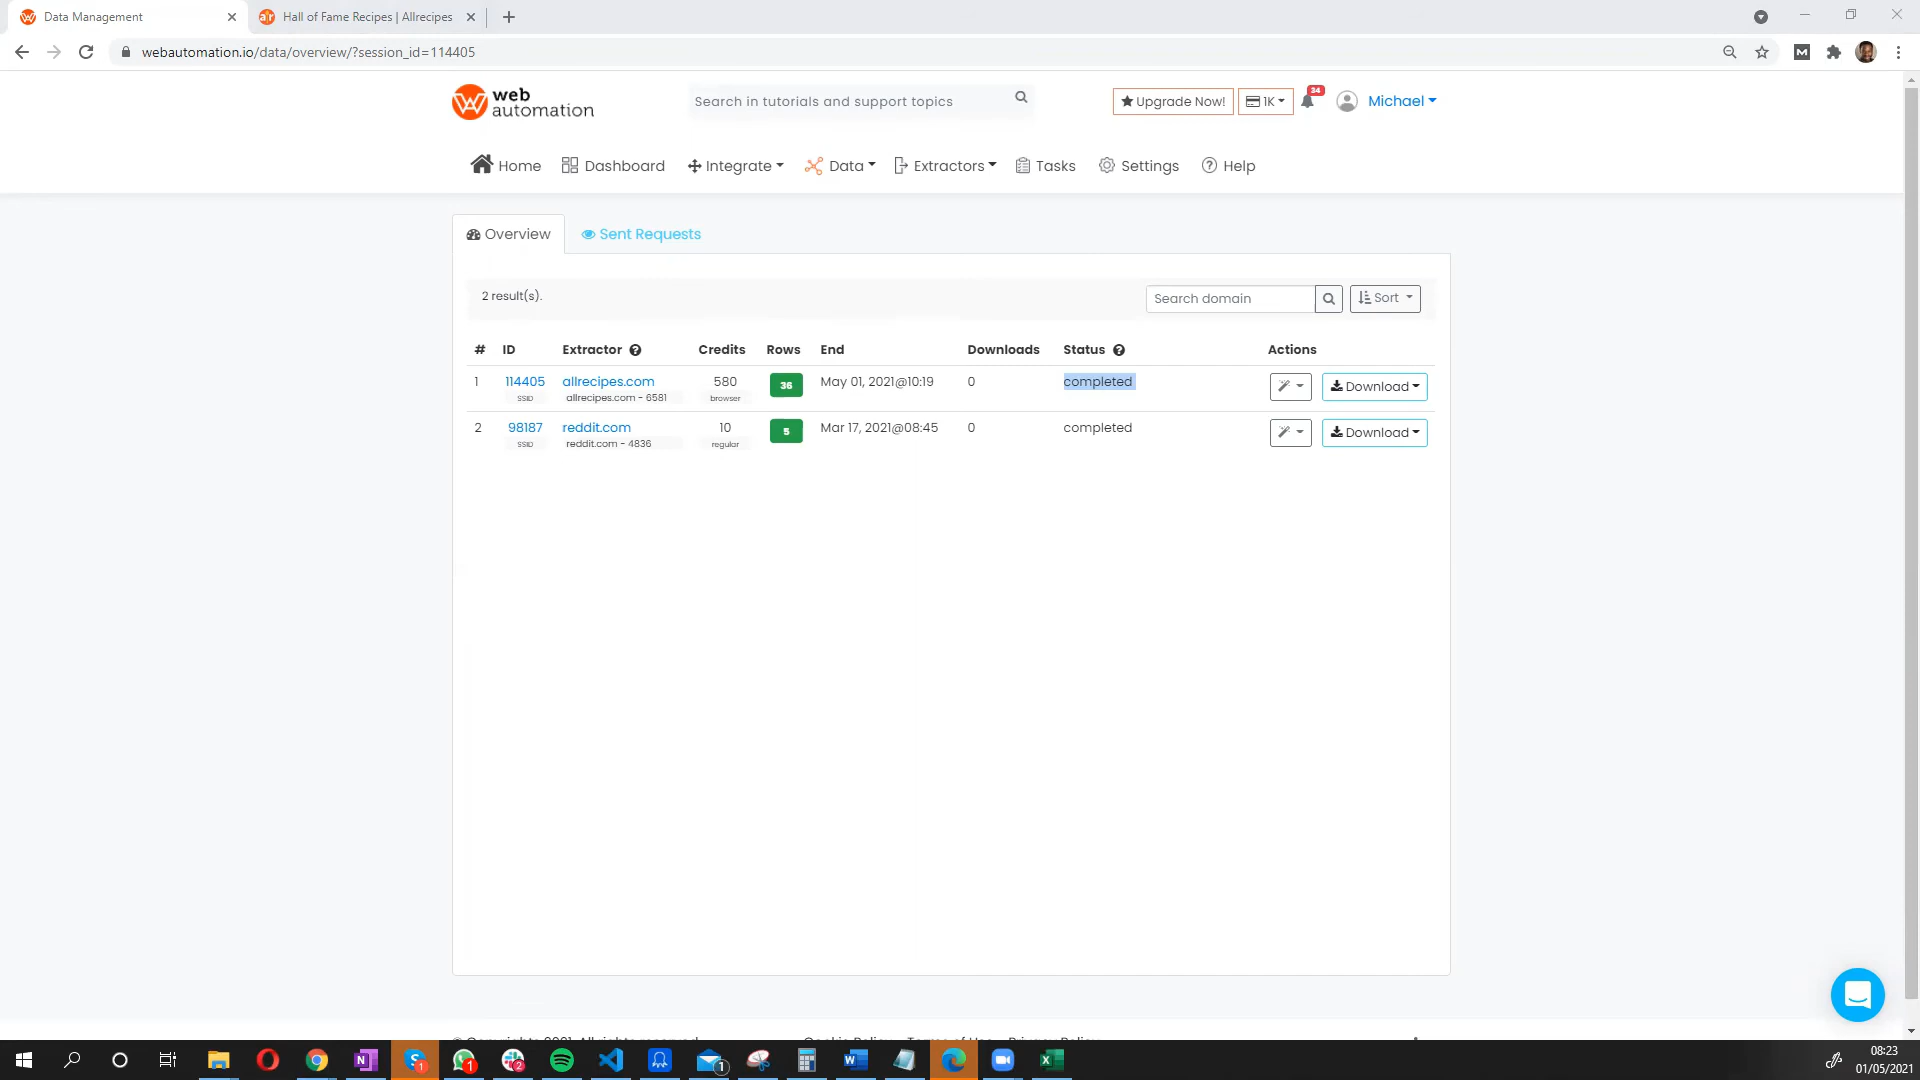 Data Management
Hall of Fame Recipes | Allrecipes
webautomation.io/data/overview/?session_id=114405
web
automation
Search in tutorials and support topics
Upgrade Now!
1K
34
Michael
Home
Dashboard
Integrate
Data
Extractors
Tasks
Settings
Help
Overview
Sent Requests
2 result(s).
Search domain
Sort
# ID Extractor Credits Rows End Downloads Status Actions
1 114405 allrecipes.com 580 36 May 01, 2021@10:19 0 completed Download
SSID allrecipes.com - 6581 browser
2 98187 reddit.com 10 5 Mar 17, 2021@08:45 0 completed Download
SSID reddit.com - 4836 regular
© Copyrights 2021. All rights reserved
Cookie Policy Terms of Use Privacy Policy
08:23
01/05/2021